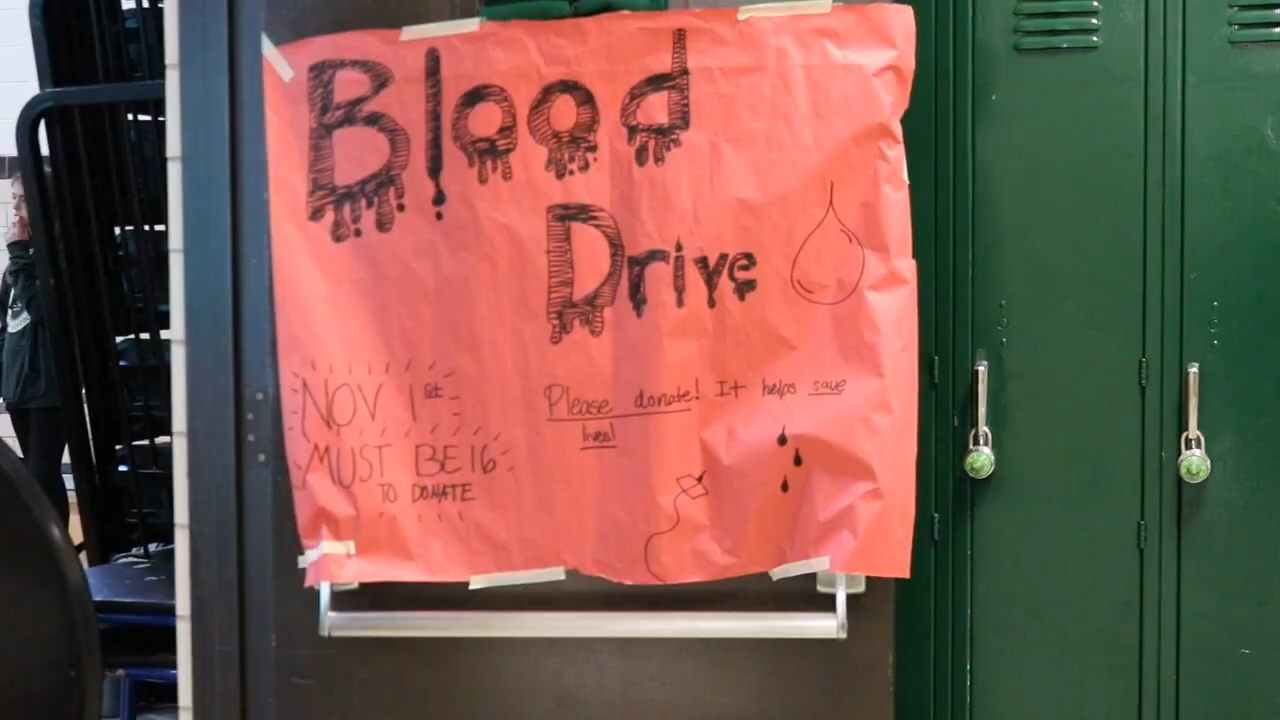 Blood
Drive
NOV 1st
MUST BE 16
TO DONATE
Please donate! It helps save
lives!